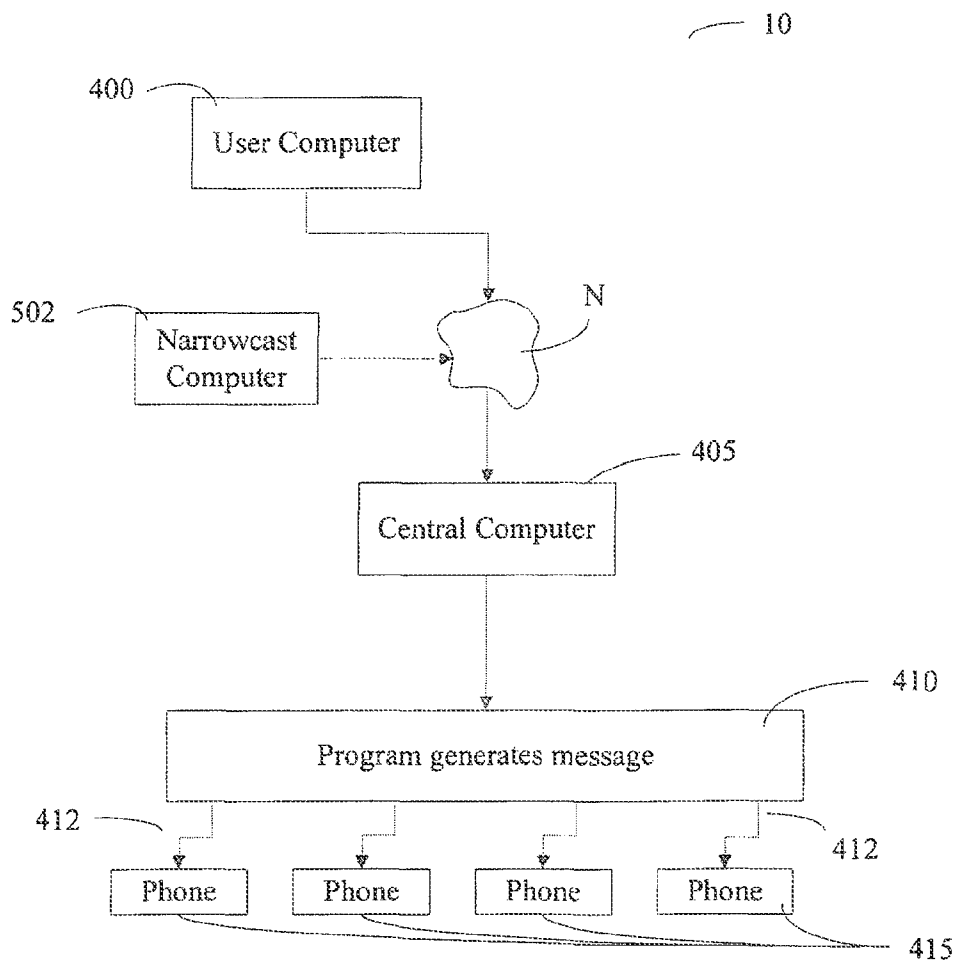 10
400
User Computer
502
Narrowcast
Computer
N
405
Central Computer
410
Program generates message
412
412
Phone
Phone
Phone
Phone
415